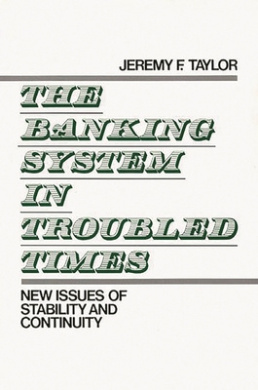 JEREMY F. TAYLOR
THE
BANKING
SYSTEM
IN
TROUBLED
TIMES
NEW ISSUES OF
STABILITY AND
CONTINUITY